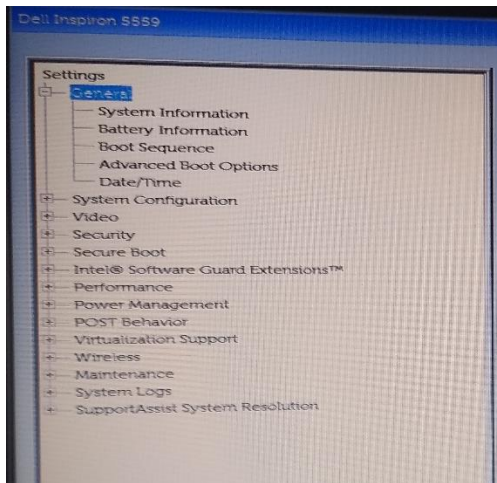 Dell Inspiron 5559
Settings
General
System Information
Battery Information
Boot Sequence
Advanced Boot Options
Date/Time
System Configuration
Video
Security
Secure Boot
Intel® Software Guard Extensions™
Performance
Power Management
POST Behavior
Virtualization Support
Wireless
Maintenance
System Logs
SupportAssist System Resolution